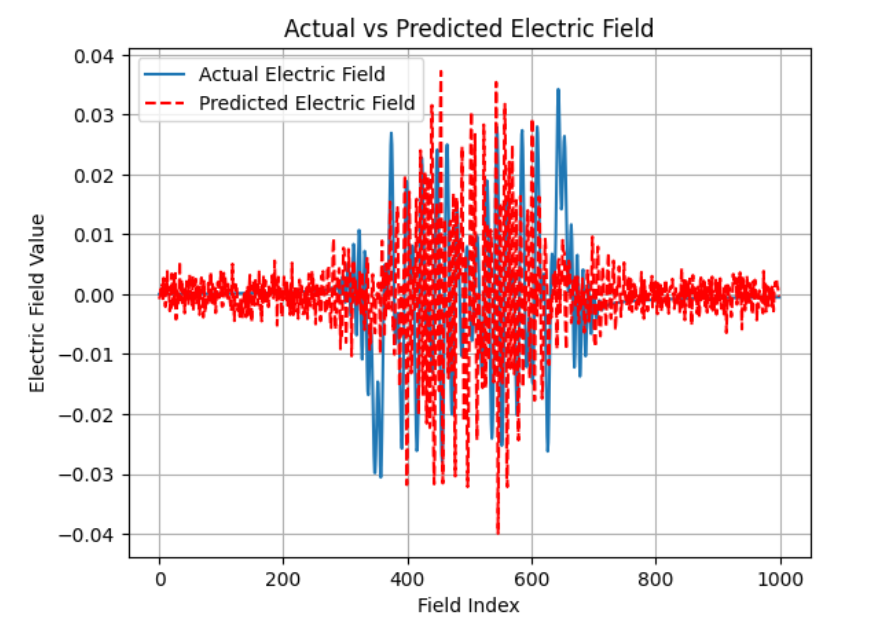 Actual vs Predicted Electric Field
Actual Electric Field
Predicted Electric Field
Electric Field Value
0.04
0.03
0.02
0.01
0.00
−0.01
−0.02
−0.03
−0.04
0 200 400 600 800 1000
Field Index